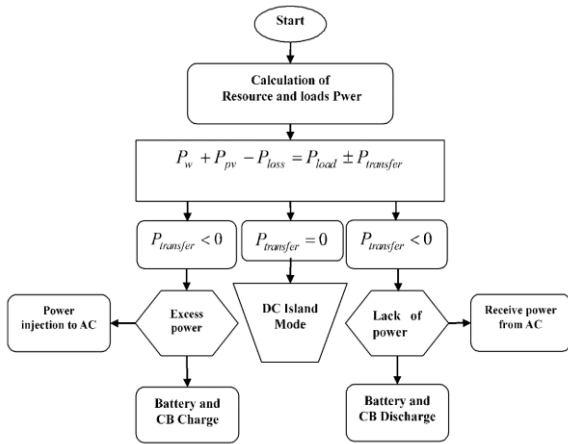 Start
Calculation of
Resource and loads Pwer
P_w + P_pv − P_loss = P_load ± P_transfer
P_transfer < 0
P_transfer = 0
P_transfer < 0
Power
injection to AC
Excess
power
DC Island
Mode
Lack of
power
Receive power
from AC
Battery and
CB Charge
Battery and
CB Discharge